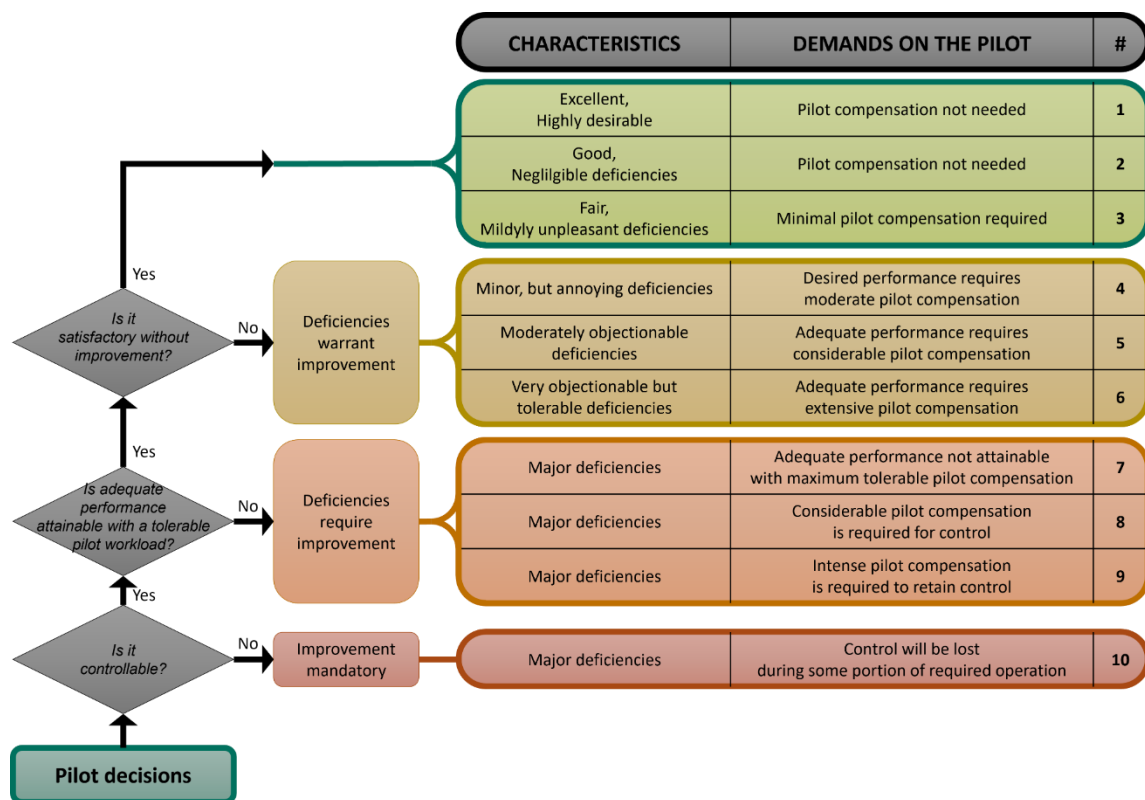 CHARACTERISTICS
DEMANDS ON THE PILOT
#
Excellent,
Highly desirable
Pilot compensation not needed
1
Good,
Neglilgible deficiencies
Pilot compensation not needed
2
Fair,
Mildyly unpleasant deficiencies
Minimal pilot compensation required
3
Yes
Is it
satisfactory without
improvement?
No
Deficiencies
warrant
improvement
Minor, but annoying deficiencies
Desired performance requires
moderate pilot compensation
4
Moderately objectionable
deficiencies
Adequate performance requires
considerable pilot compensation
5
Very objectionable but
tolerable deficiencies
Adequate performance requires
extensive pilot compensation
6
Yes
Is adequate
performance
attainable with a tolerable
pilot workload?
No
Deficiencies
require
improvement
Major deficiencies
Adequate performance not attainable
with maximum tolerable pilot compensation
7
Major deficiencies
Considerable pilot compensation
is required for control
8
Major deficiencies
Intense pilot compensation
is required to retain control
9
Yes
Is it
controllable?
No
Improvement
mandatory
Major deficiencies
Control will be lost
during some portion of required operation
10
Pilot decisions